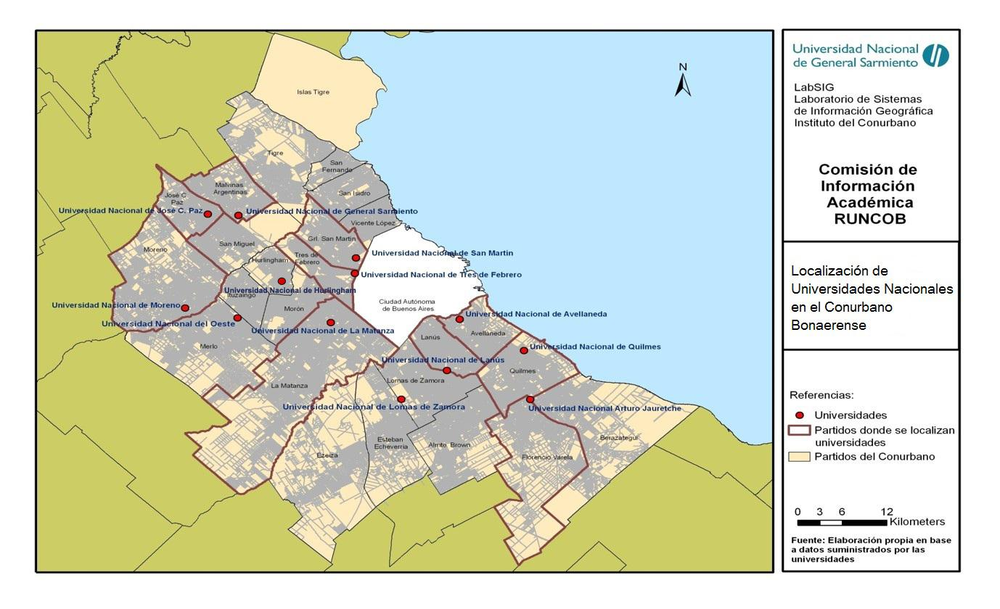 Islas Tigre
Tigre
San
Fernando
San Isidro
Malvinas
Argentinas
José C.
Paz
Universidad Nacional de José C. Paz
Universidad Nacional de General Sarmiento
Vicente López
Grl. San Martin
San Miguel
Moreno
Hurlingham
Tres de
Febrero
Universidad Nacional de San Martin
Universidad Nacional de Tres de Febrero
Universidad Nacional de Hurlingham
Ituzaingo
Ciudad Autónoma
de Buenos Aires
Universidad Nacional de Moreno
Morón
Universidad Nacional de Avellaneda
Universidad Nacional del Oeste
Universidad Nacional de La Matanza
Lanús
Avellaneda
Merlo
Universidad Nacional de Quilmes
Universidad Nacional de Lanús
Quilmes
La Matanza
Lomas de Zamora
Universidad Nacional de Lomas de Zamora
Universidad Nacional Arturo Jauretche
Esteban
Echeverria
Almte. Brown
Berazategui
Ezeiza
Florencio Varela
N
Universidad Nacional
de General Sarmiento
LabSIG
Laboratorio de Sistemas
de Información Geográfica
Instituto del Conurbano
Comisión de
Información
Académica
RUNCOB
Localización de
Universidades Nacionales
en el Conurbano
Bonaerense
Referencias:
Universidades
Partidos donde se localizan
universidades
Partidos del Conurbano
0 3 6 12
Kilometers
Fuente: Elaboración propia en base
a datos suministrados por las
universidades